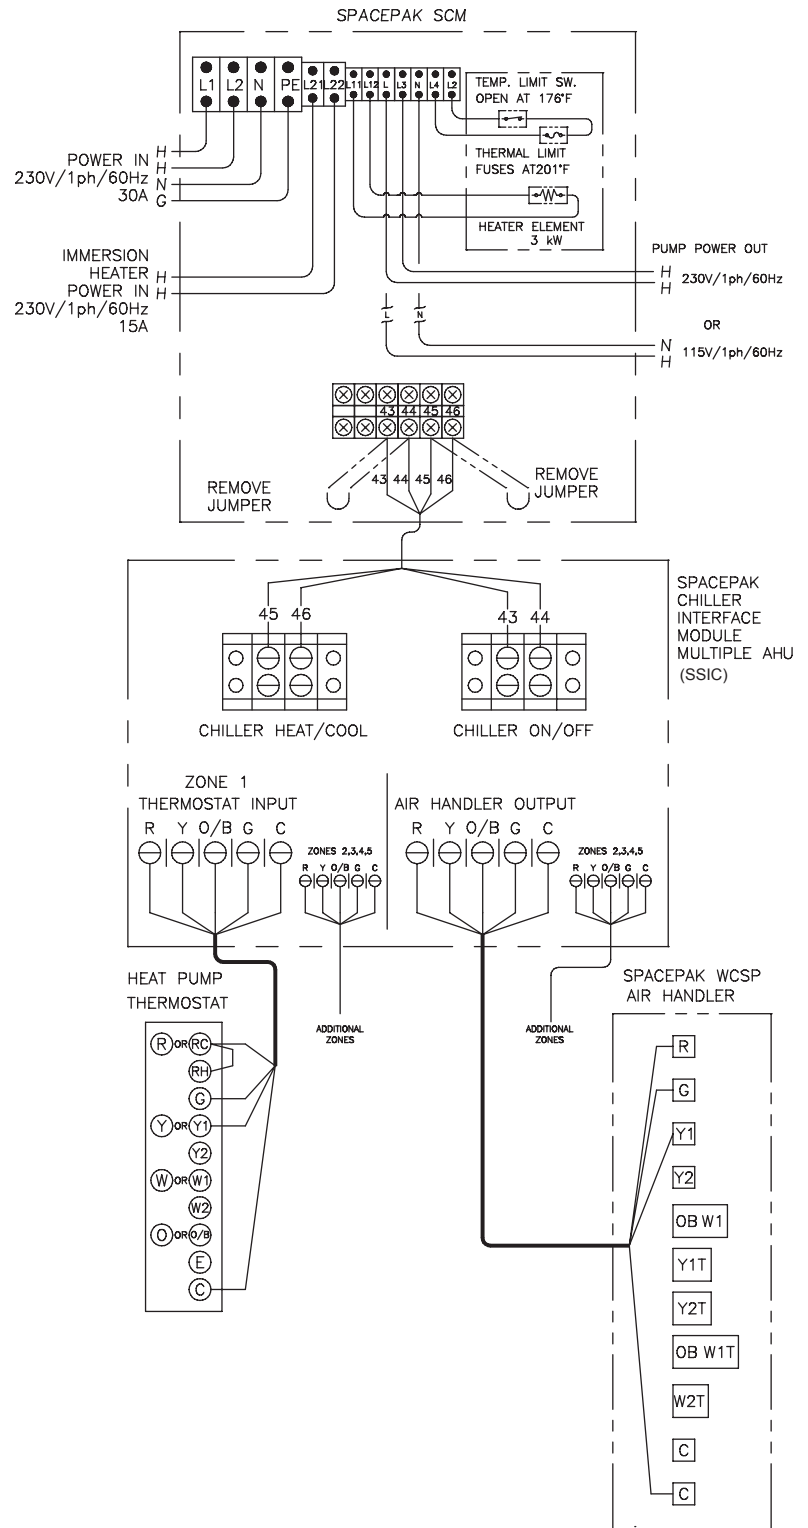 SPACEPAK SCM
L1 L2 N PE L21 L22 L11 L12 L L3 N L4 L2
TEMP. LIMIT SW.
OPEN AT 176°F
THERMAL LIMIT
FUSES AT201°F
HEATER ELEMENT
3 kW
H
H
N
G
POWER IN
230V/1ph/60Hz
30A
IMMERSION
HEATER
POWER IN
230V/1ph/60Hz
15A
H
H
PUMP POWER OUT
H
H
230V/1ph/60Hz
OR
N
H
115V/1ph/60Hz
L N
43 44 45 46
43 44 45 46
REMOVE
JUMPER
REMOVE
JUMPER
SPACEPAK
CHILLER
INTERFACE
MODULE
MULTIPLE AHU
(SSIC)
45 46
43 44
CHILLER HEAT/COOL
CHILLER ON/OFF
ZONE 1
THERMOSTAT INPUT
R Y O/B G C
ZONES 2,3,4,5
R Y O/B G C
AIR HANDLER OUTPUT
R Y O/B G C
ZONES 2,3,4,5
R Y O/B G C
HEAT PUMP
THERMOSTAT
ADDITIONAL
ZONES
ADDITIONAL
ZONES
SPACEPAK WCSP
AIR HANDLER
R OR RC
RH
G
Y OR Y1
Y2
W OR W1
W2
O OR O/B
E
C
R
G
Y1
Y2
OB W1
Y1T
Y2T
OB W1T
W2T
C
C